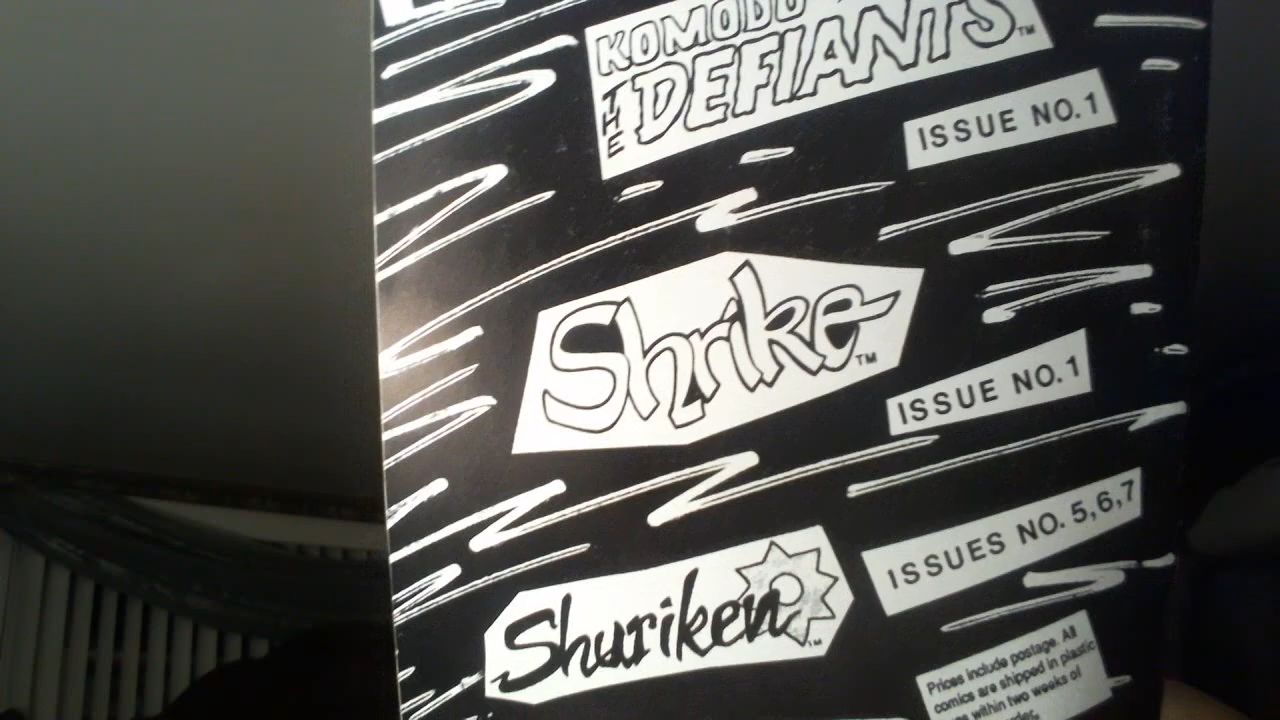 KOMODO
THE DEFIANTS™
ISSUE NO. 1
Shrike™
ISSUE NO. 1
ISSUES NO. 5,6,7
Shuriken™
Prices include postage. All
comics are shipped in plastic
within two weeks of